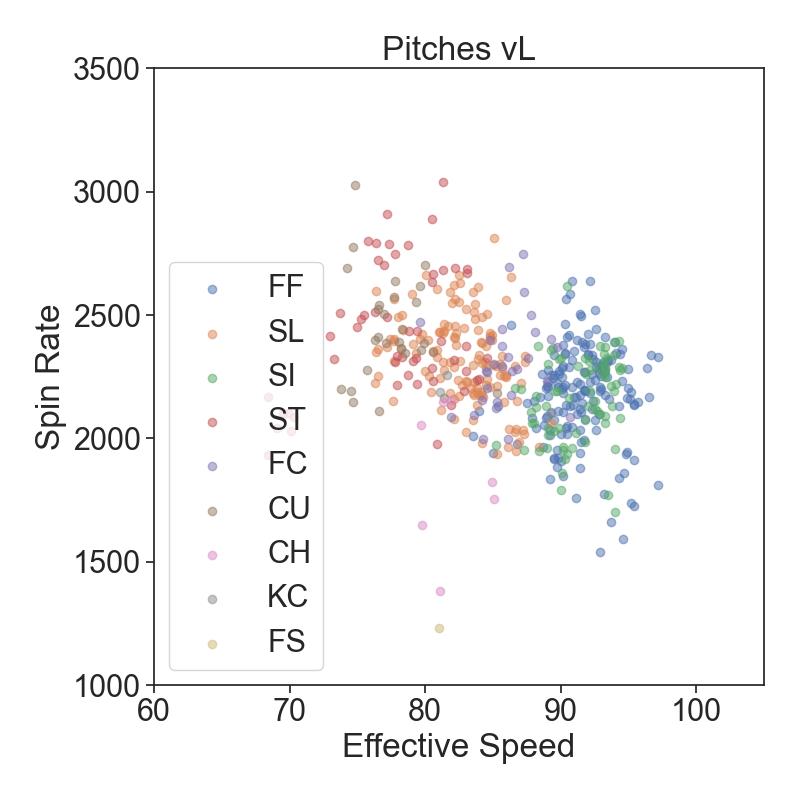 Pitches vL
3500
3000
2500
2000
1500
1000
Spin Rate
FF
SL
SI
ST
FC
CU
CH
KC
FS
60 70 80 90 100
Effective Speed